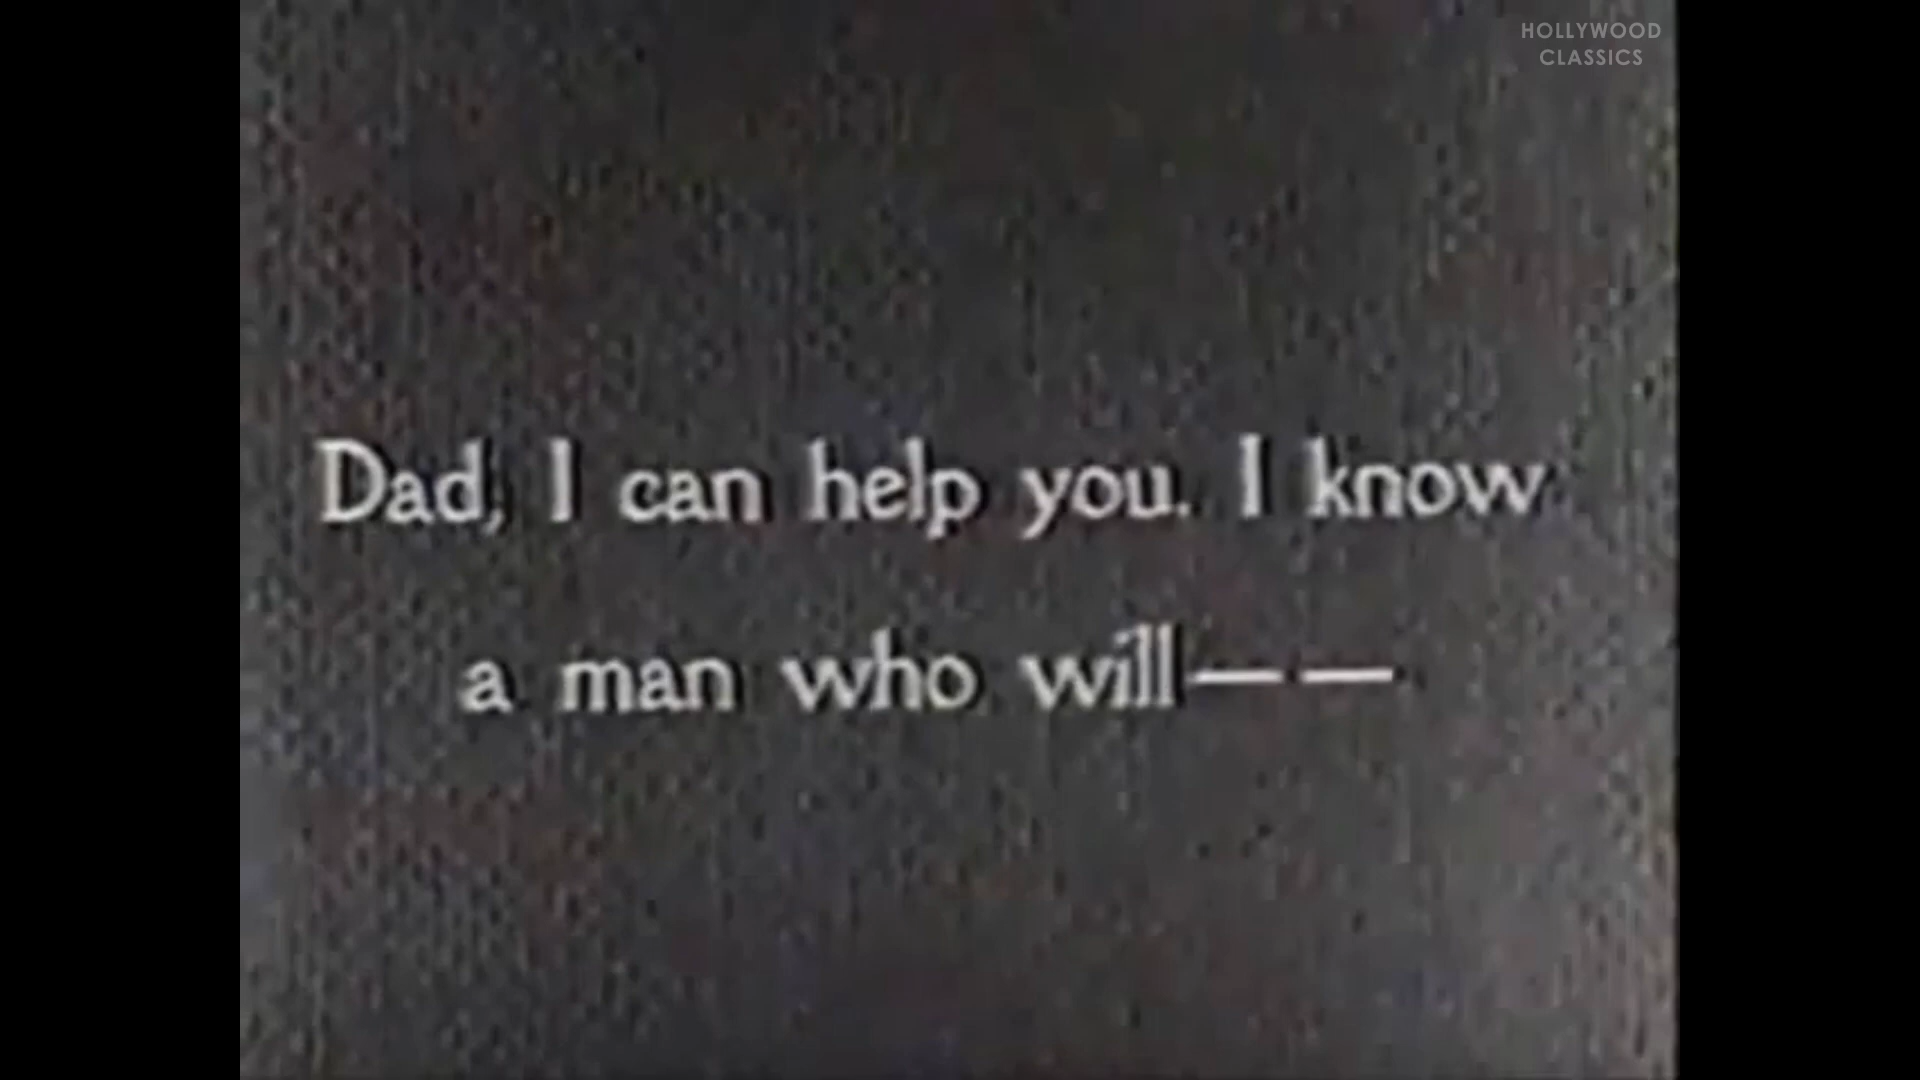 HOLLYWOOD
CLASSICS
Dad, I can help you. I know
a man who will— —